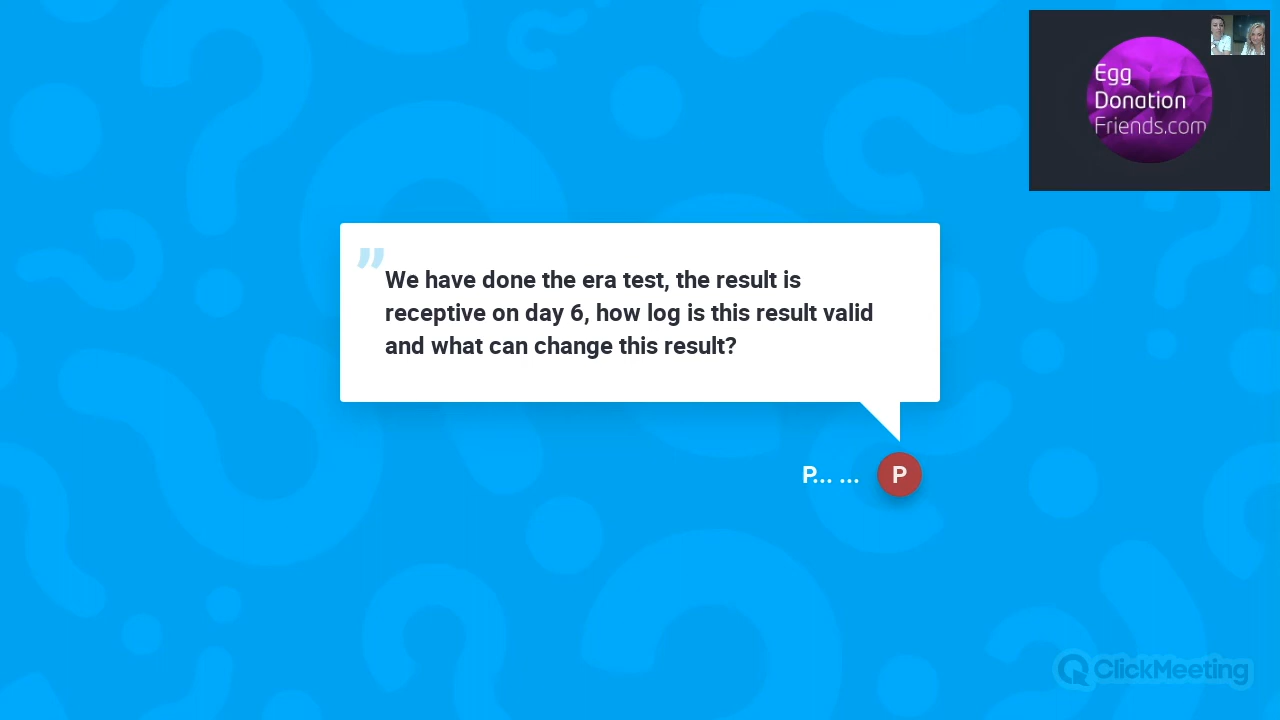 Egg
Donation
Friends.com
We have done the era test, the result is
receptive on day 6, how log is this result valid
and what can change this result?
P... ...
P
ClickMeeting